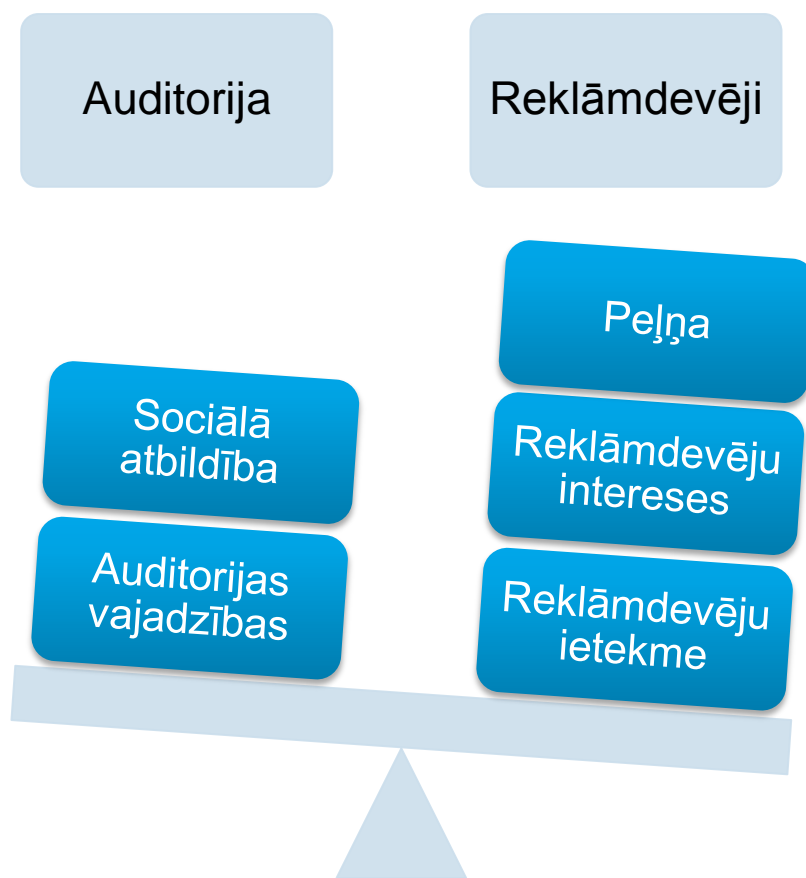 Auditorija
Reklāmdevēji
Sociālā
atbildība
Auditorijas
vajadzības
Peļņa
Reklāmdevēju
intereses
Reklāmdevēju
ietekme